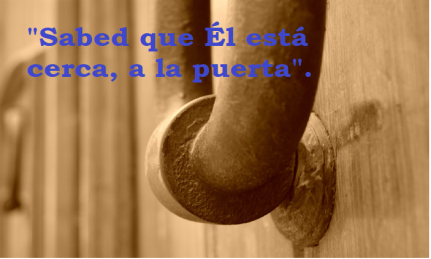 "Sabed que Él está
cerca, a la puerta".